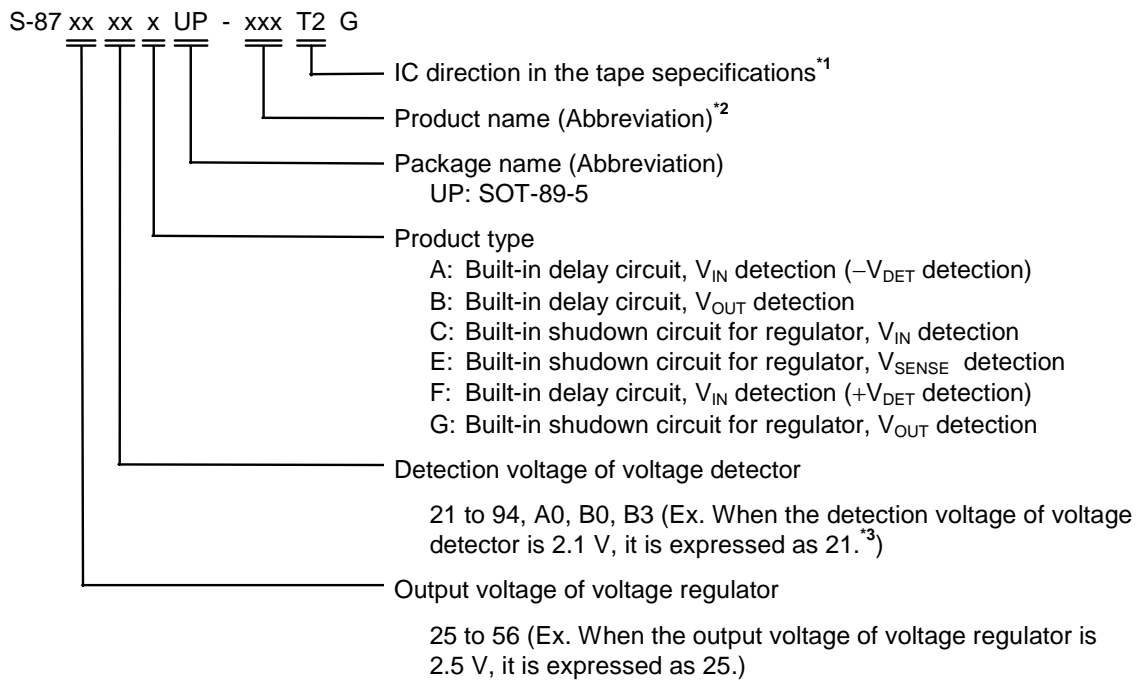 S-87 xx xx x UP - xxx T2 G
IC direction in the tape sepecifications*1
Product name (Abbreviation)*2
Package name (Abbreviation)
UP: SOT-89-5
Product type
A: Built-in delay circuit, VIN detection (−VDET detection)
B: Built-in delay circuit, VOUT detection
C: Built-in shudown circuit for regulator, VIN detection
E: Built-in shudown circuit for regulator, VSENSE detection
F: Built-in delay circuit, VIN detection (+VDET detection)
G: Built-in shudown circuit for regulator, VOUT detection
Detection voltage of voltage detector
21 to 94, A0, B0, B3 (Ex. When the detection voltage of voltage
detector is 2.1 V, it is expressed as 21.*3)
Output voltage of voltage regulator
25 to 56 (Ex. When the output voltage of voltage regulator is
2.5 V, it is expressed as 25.)